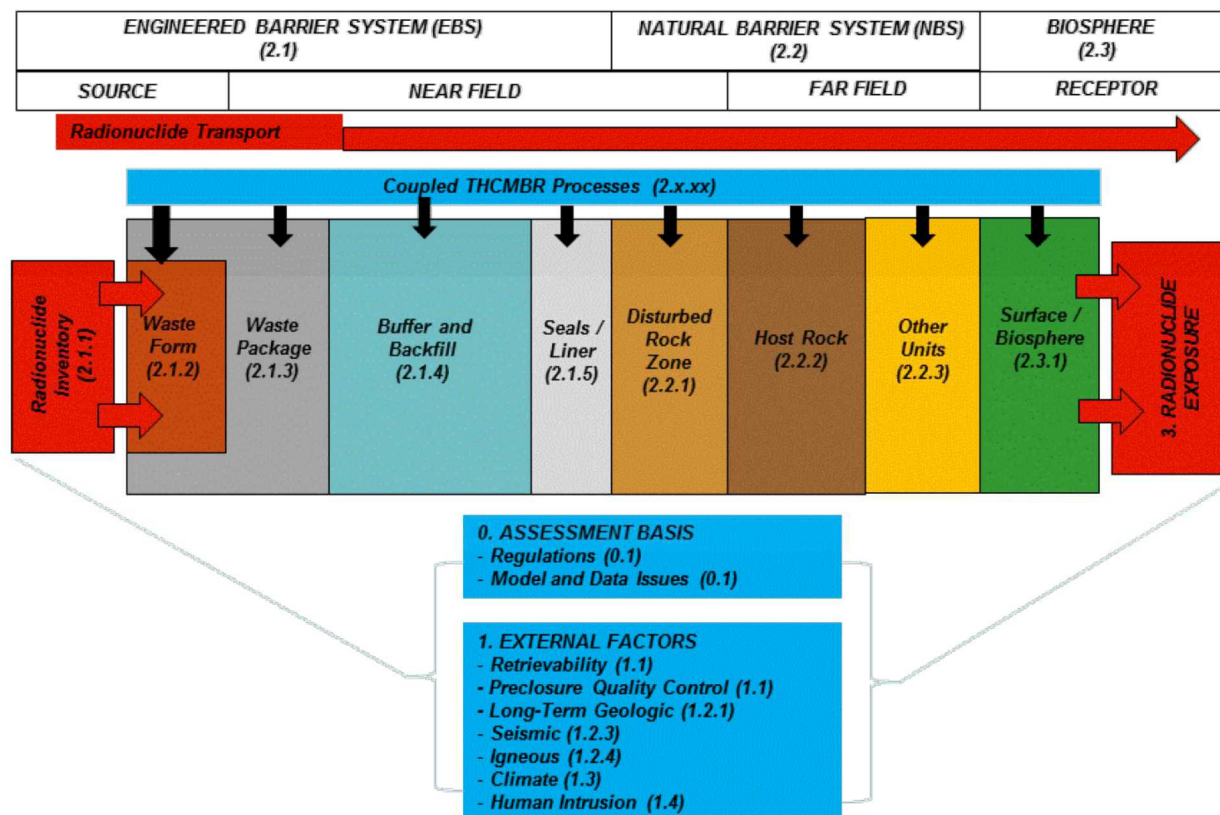 ENGINEERED BARRIER SYSTEM (EBS)
(2.1)
NATURAL BARRIER SYSTEM (NBS)
(2.2)
BIOSPHERE
(2.3)
SOURCE
NEAR FIELD
FAR FIELD
RECEPTOR
Radionuclide Transport
Coupled THCMBR Processes (2.x.xx)
Radionuclide
Inventory
(2.1.1)
Waste
Form
(2.1.2)
Waste
Package
(2.1.3)
Buffer and
Backfill
(2.1.4)
Seals /
Liner
(2.1.5)
Disturbed
Rock
Zone
(2.2.1)
Host Rock
(2.2.2)
Other
Units
(2.2.3)
Surface /
Biosphere
(2.3.1)
3. RADIONUCLIDE
EXPOSURE
0. ASSESSMENT BASIS
- Regulations (0.1)
- Model and Data Issues (0.1)
1. EXTERNAL FACTORS
- Retrievability (1.1)
- Preclosure Quality Control (1.1)
- Long-Term Geologic (1.2.1)
- Seismic (1.2.3)
- Igneous (1.2.4)
- Climate (1.3)
- Human Intrusion (1.4)